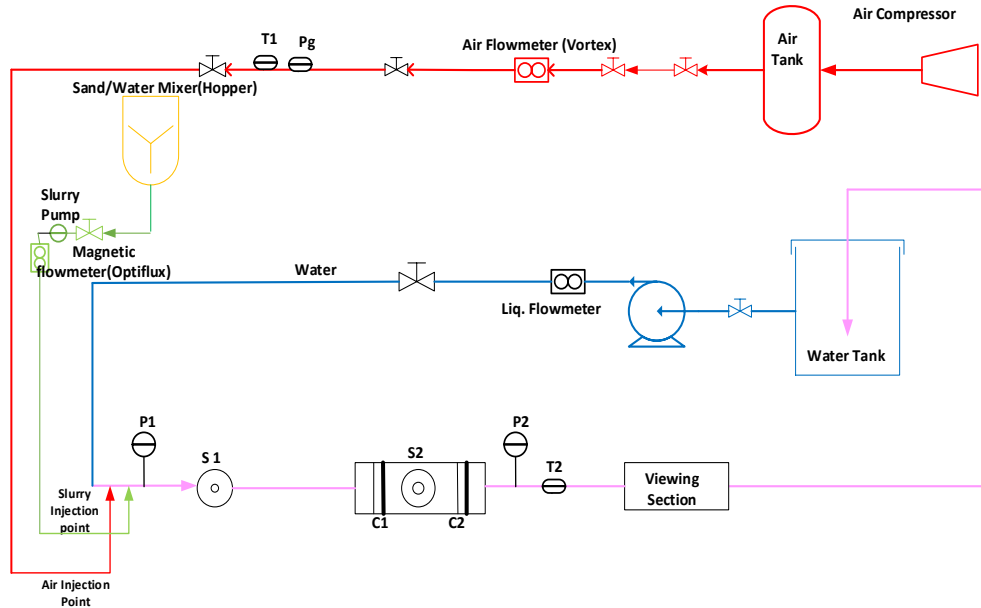 Air Compressor
T1
Pg
Air Flowmeter (Vortex)
Air
Tank
Sand/Water Mixer(Hopper)
Slurry
Pump
Magnetic
flowmeter(Optiflux)
Water
Liq. Flowmeter
Water Tank
P1
S 1
S2
P2
T2
C1
C2
Viewing
Section
Slurry
Injection
point
Air Injection
Point